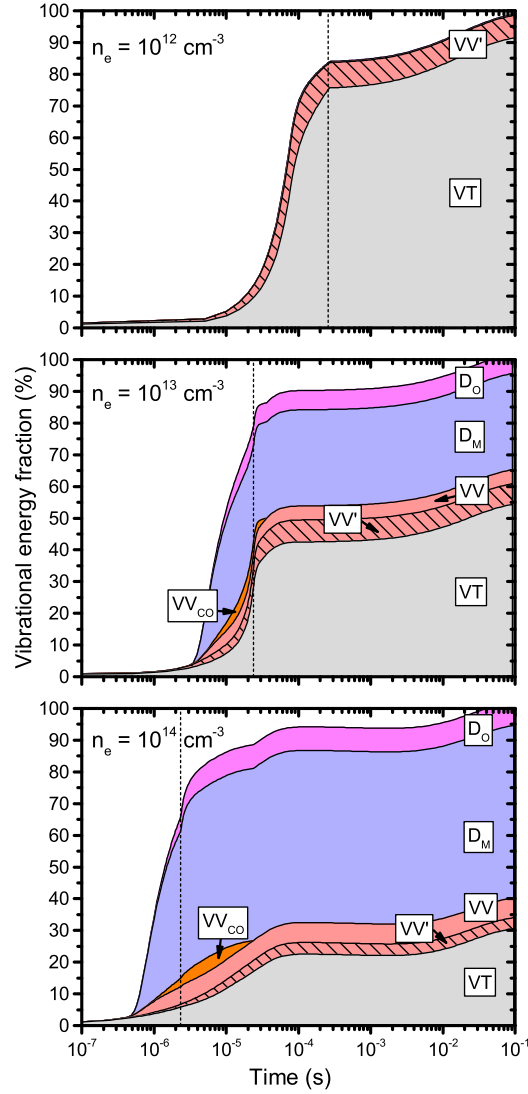 100
90
80
70
60
50
40
30
20
10
0
n_e = 10^12 cm^-3
VV'
VT
100
90
80
70
60
50
40
30
20
10
0
n_e = 10^13 cm^-3
D_O
D_M
VV
VV'
VV_CO
VT
Vibrational energy fraction (%)
100
90
80
70
60
50
40
30
20
10
0
n_e = 10^14 cm^-3
D_O
D_M
VV
VV_CO
VV'
VT
10^-7 10^-6 10^-5 10^-4 10^-3 10^-2 10^-1
Time (s)